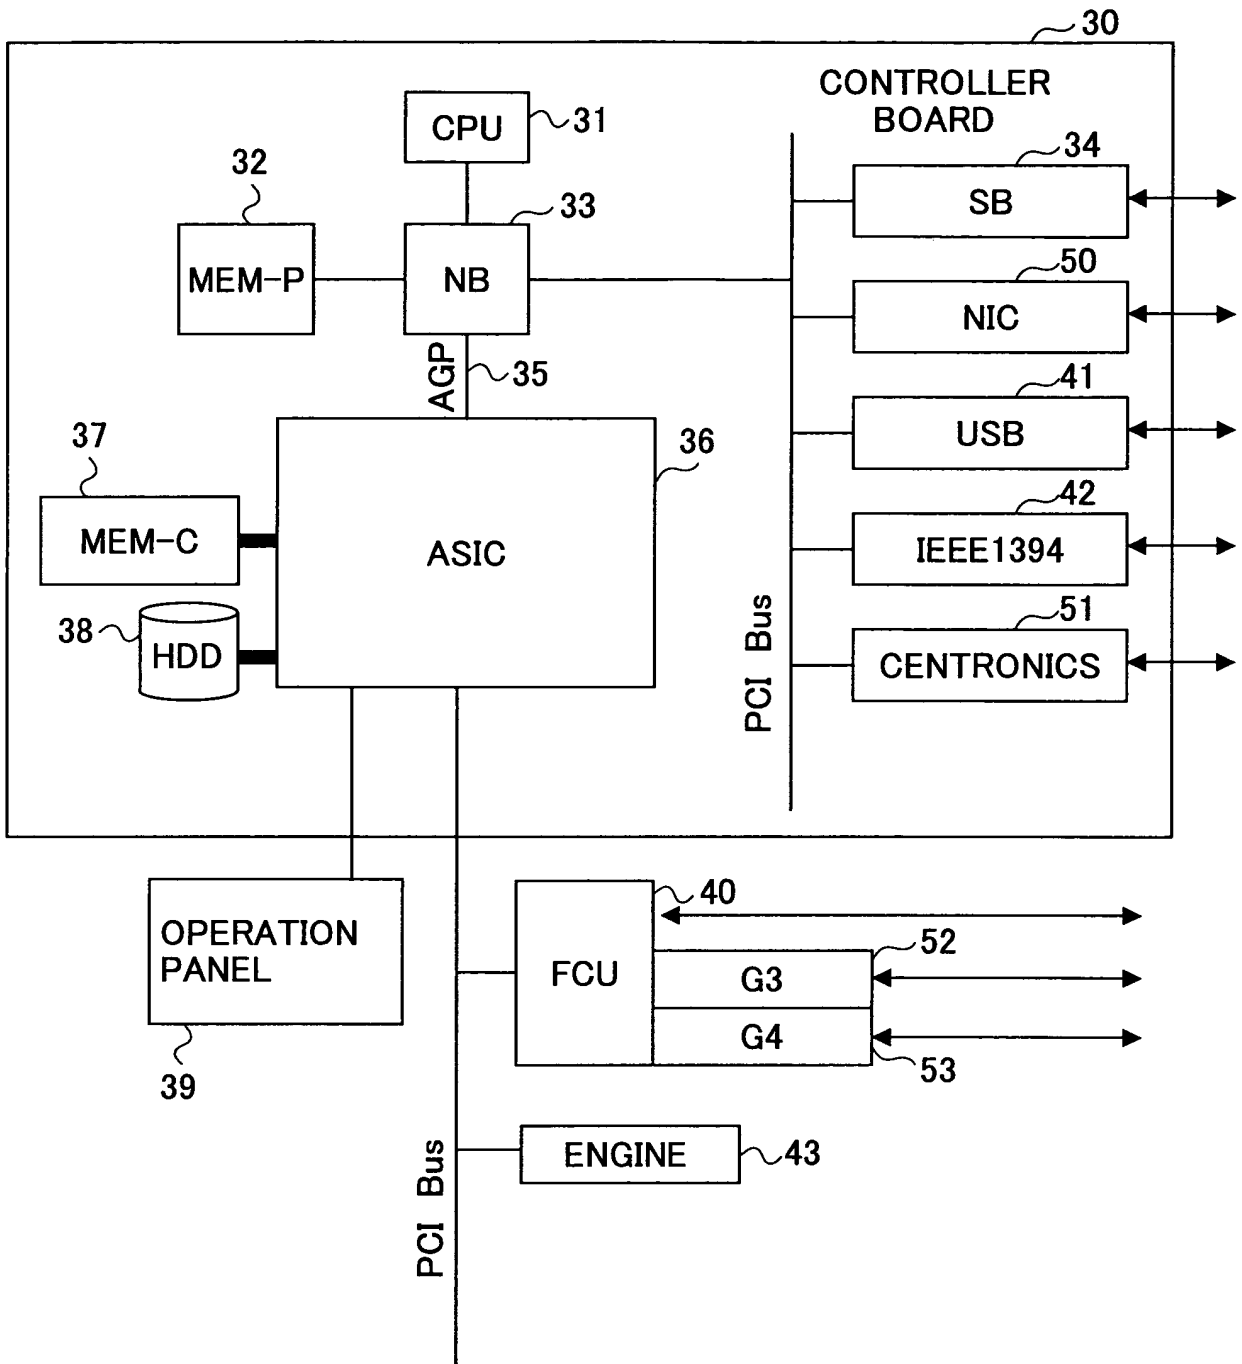 30
CONTROLLER
BOARD
CPU
31
32
33
34
MEM-P
NB
SB
50
NIC
AGP
35
41
USB
37
36
42
MEM-C
ASIC
IEEE1394
38
HDD
51
CENTRONICS
PCI Bus
OPERATION
PANEL
39
40
FCU
52
G3
G4
53
ENGINE
43
PCI Bus